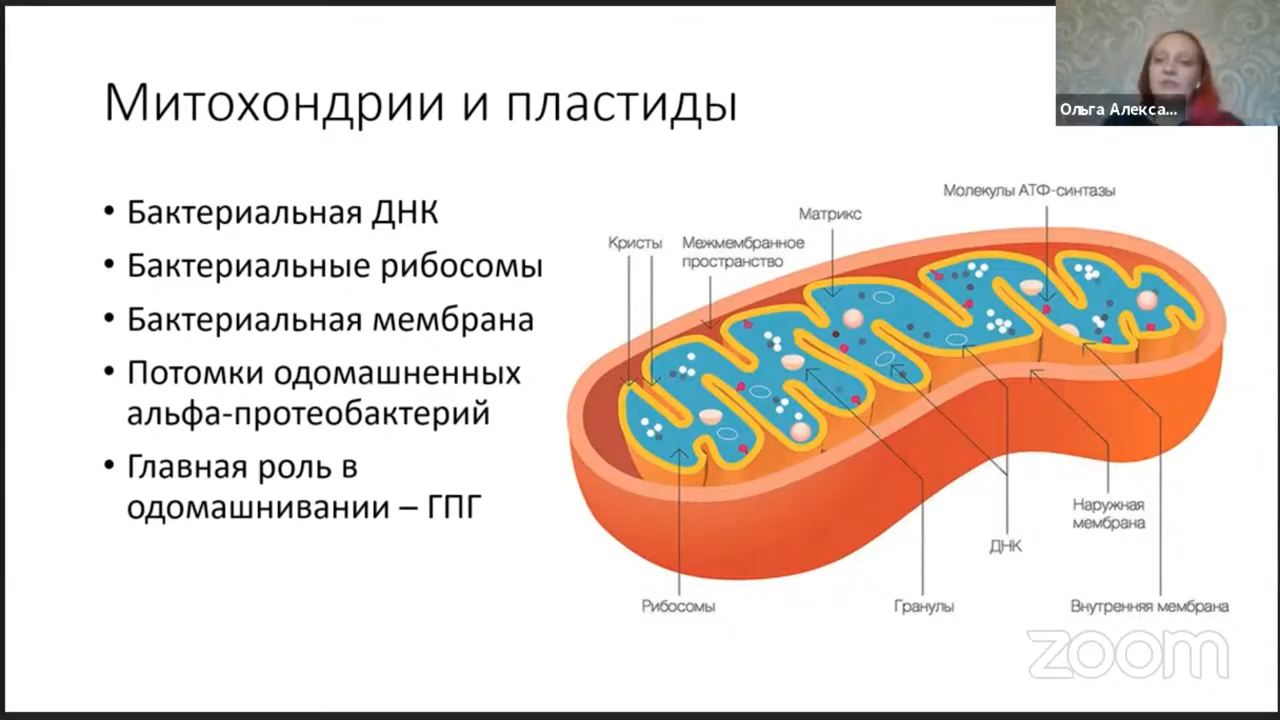 Ольга Алекса...
Митохондрии и пластиды
• Бактериальная ДНК
• Бактериальные рибосомы
• Бактериальная мембрана
• Потомки одомашненных
альфа-протеобактерий
• Главная роль в
одомашнивании – ГПГ
Молекулы АТФ-синтазы
Матрикс
Кристы
Межмембранное
пространство
Наружная
мембрана
ДНК
Рибосомы
Гранулы
Внутренняя мембрана
zoom